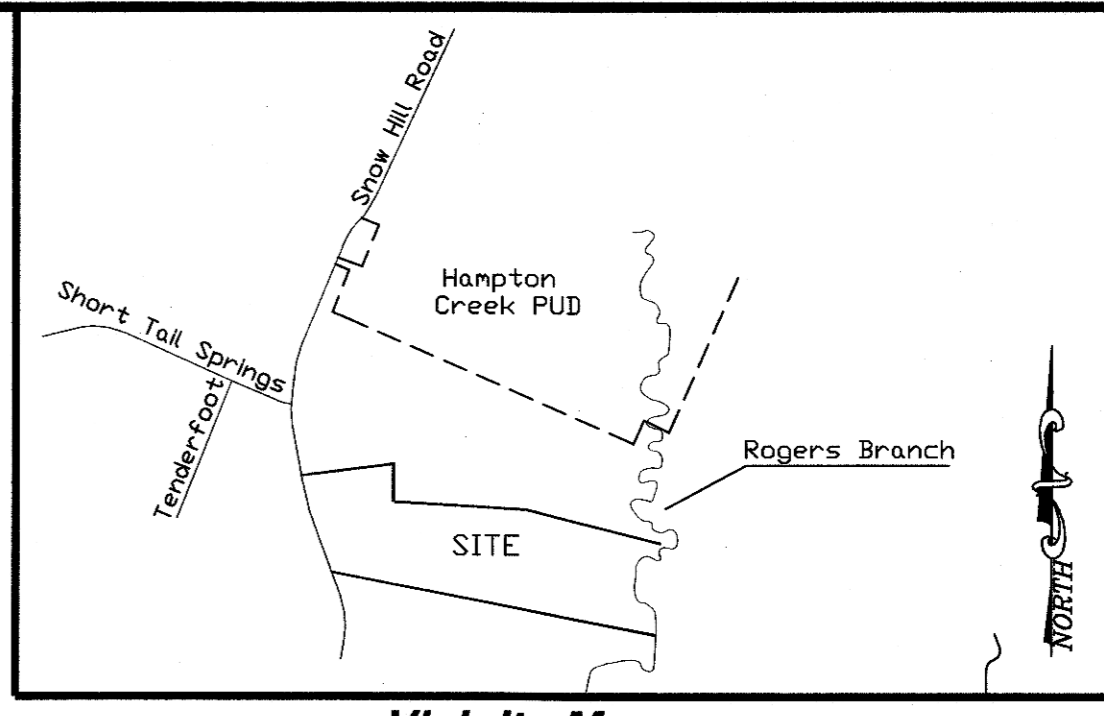 Snow Hill Road
Hampton
Creek PUD
Short Tail Springs
Tenderfoot
Rogers Branch
SITE
NORTH